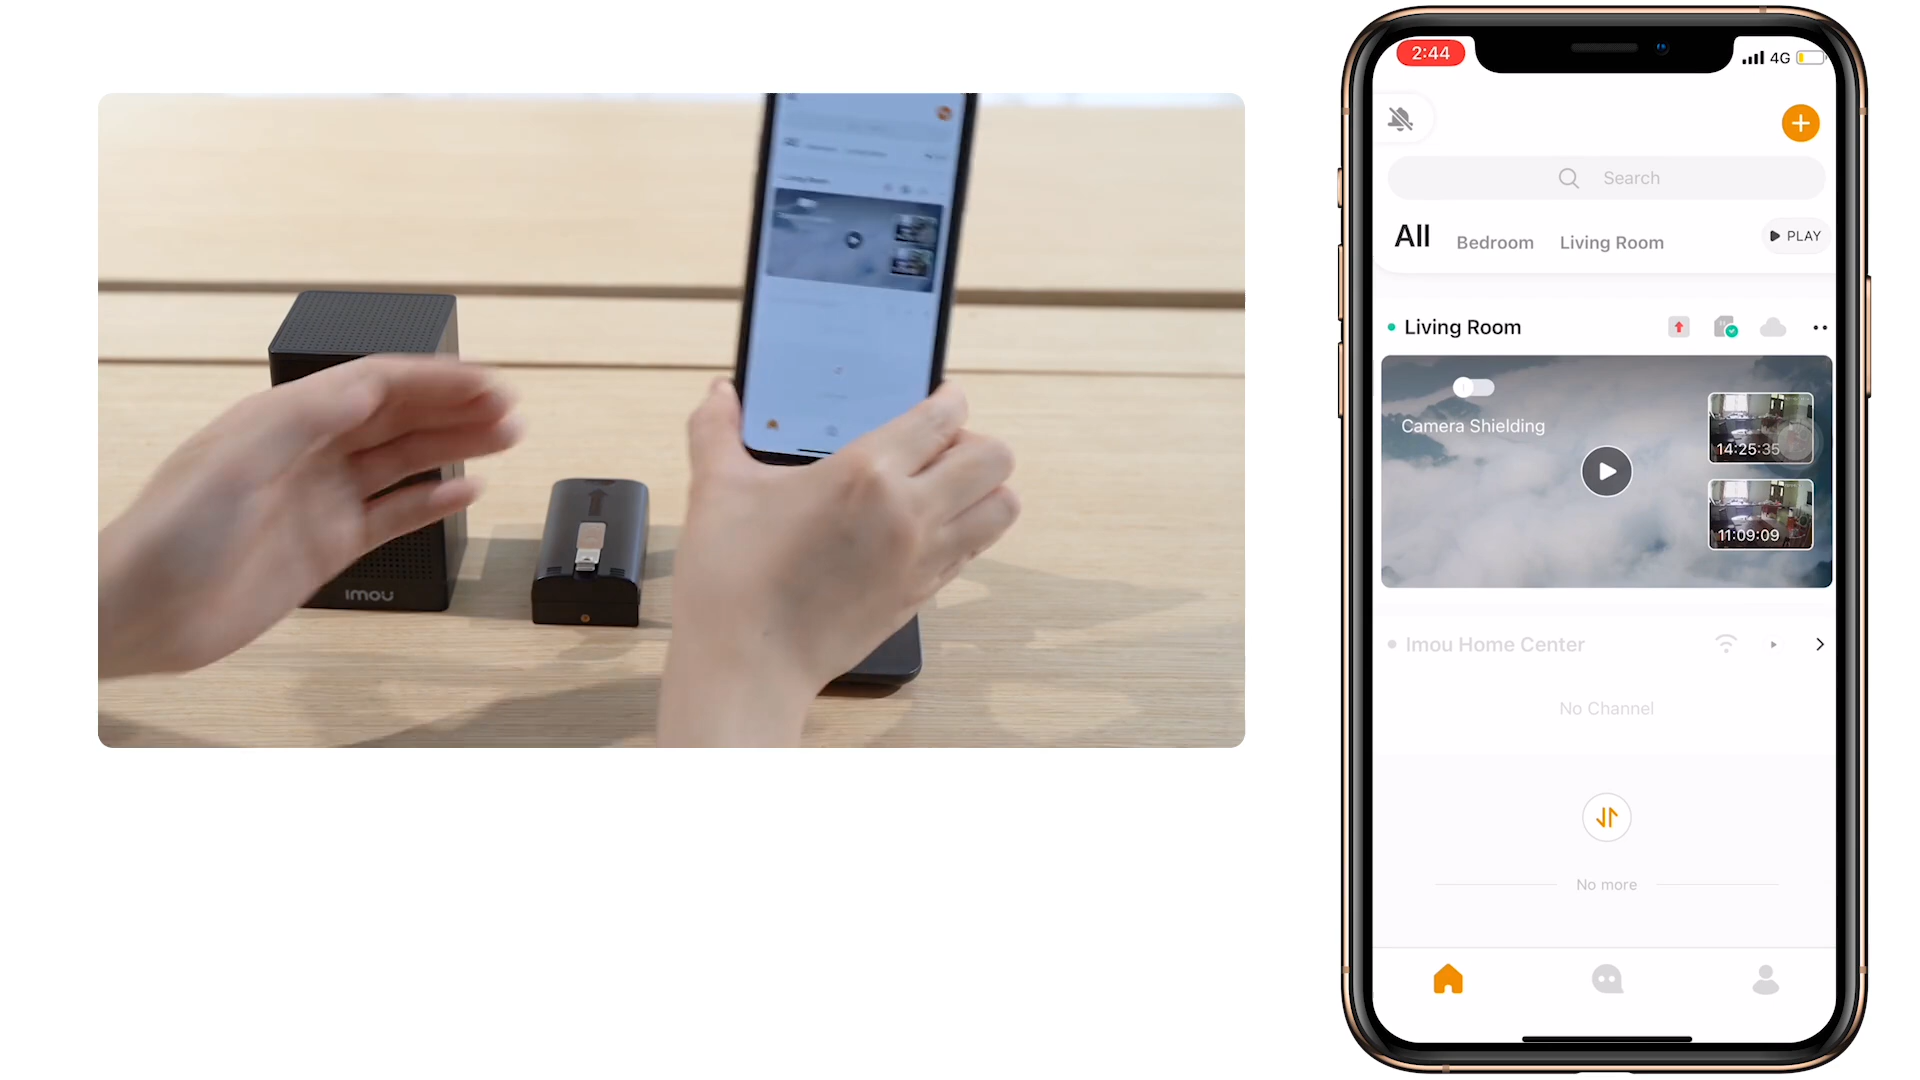 imou
2:44
4G
Search
All
Bedroom
Living Room
PLAY
Living Room
Camera Shielding
14:25:35
11:09:09
Imou Home Center
No Channel
No more